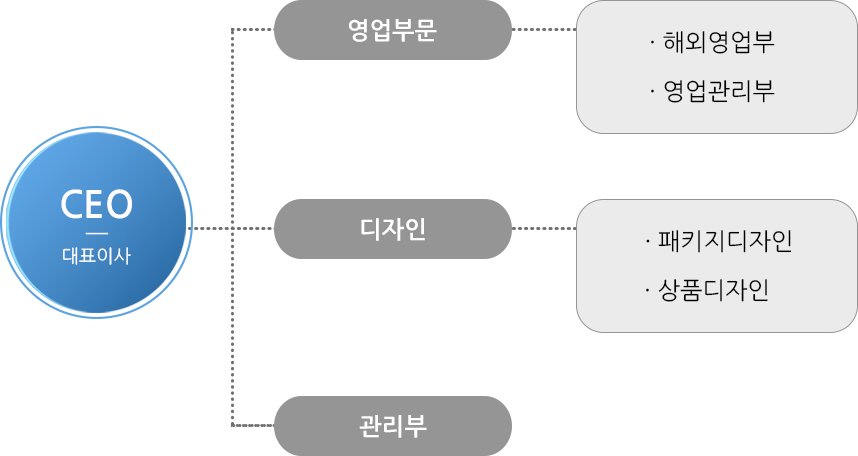 영업부문
· 해외영업부
· 영업관리부
CEO
대표이사
디자인
· 패키지디자인
· 상품디자인
관리부